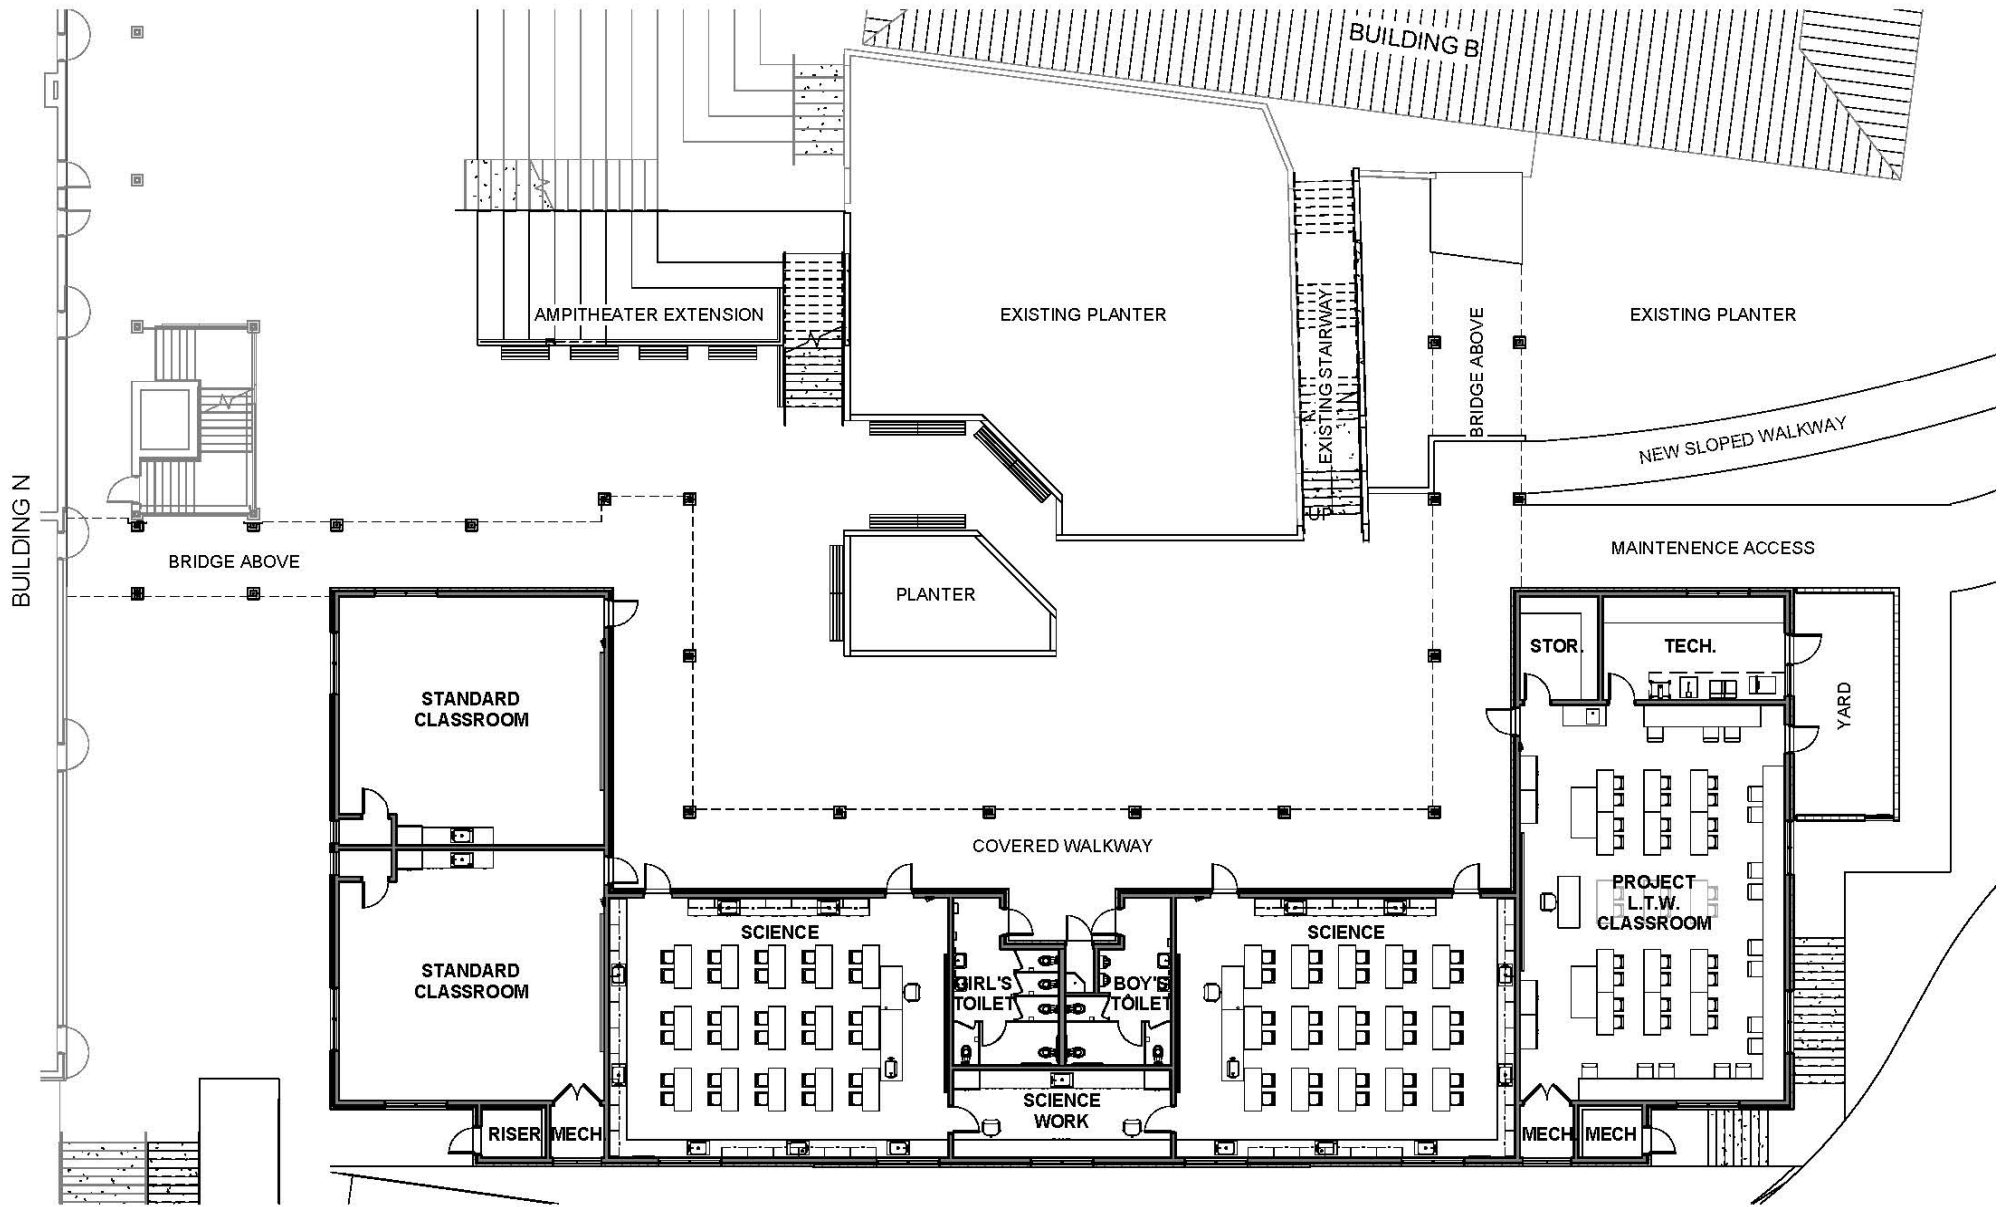 BUILDING B
AMPITHEATER EXTENSION
EXISTING PLANTER
EXISTING STAIRWAY
BRIDGE ABOVE
EXISTING PLANTER
NEW SLOPED WALKWAY
UP
BUILDING N
BRIDGE ABOVE
MAINTENENCE ACCESS
PLANTER
STOR.
TECH.
YARD
STANDARD
CLASSROOM
COVERED WALKWAY
PROJECT
L.T.W.
CLASSROOM
SCIENCE
SCIENCE
STANDARD
CLASSROOM
GIRL'S
TOILET
BOY'S
TOILET
SCIENCE
WORK
RISER
MECH.
MECH.
MECH